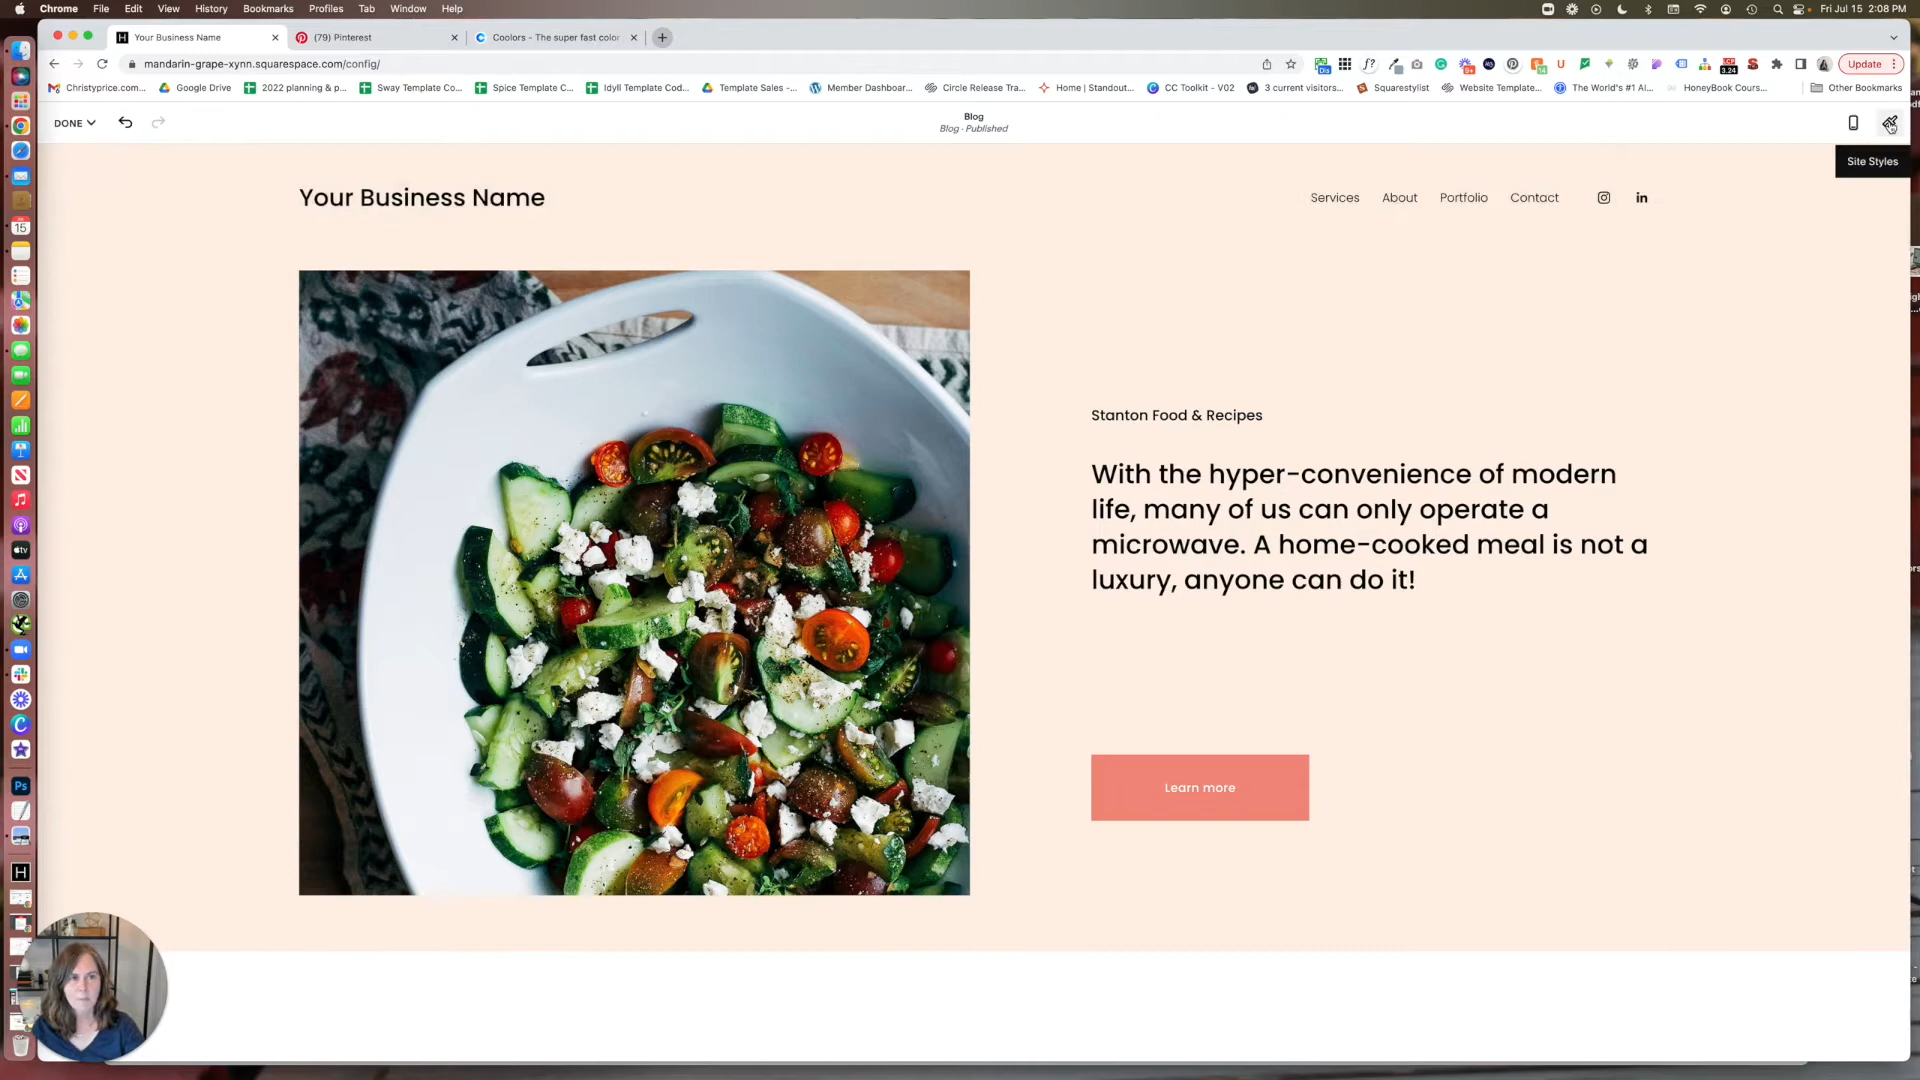 Chrome File Edit View History Bookmarks Profiles Tab Window Help
Fri Jul 15 2:08 PM
Your Business Name
(79) Pinterest
Coolors - The super fast color
mandarin-grape-xynn.squarespace.com/config/
Update
Christyprice.com...
Google Drive
2022 planning & p...
Sway Template Co...
Spice Template C...
Idyll Template Cod...
Template Sales -...
Member Dashboar...
Circle Release Tra...
Home | Standout...
CC Toolkit - V02
3 current visitors...
Squarestylist
Website Template...
The World's #1 Al...
HoneyBook Cours...
Other Bookmarks
DONE
Blog
Blog · Published
Site Styles
Your Business Name
Services About Portfolio Contact
Stanton Food & Recipes
With the hyper-convenience of modern
life, many of us can only operate a
microwave. A home-cooked meal is not a
luxury, anyone can do it!
Learn more